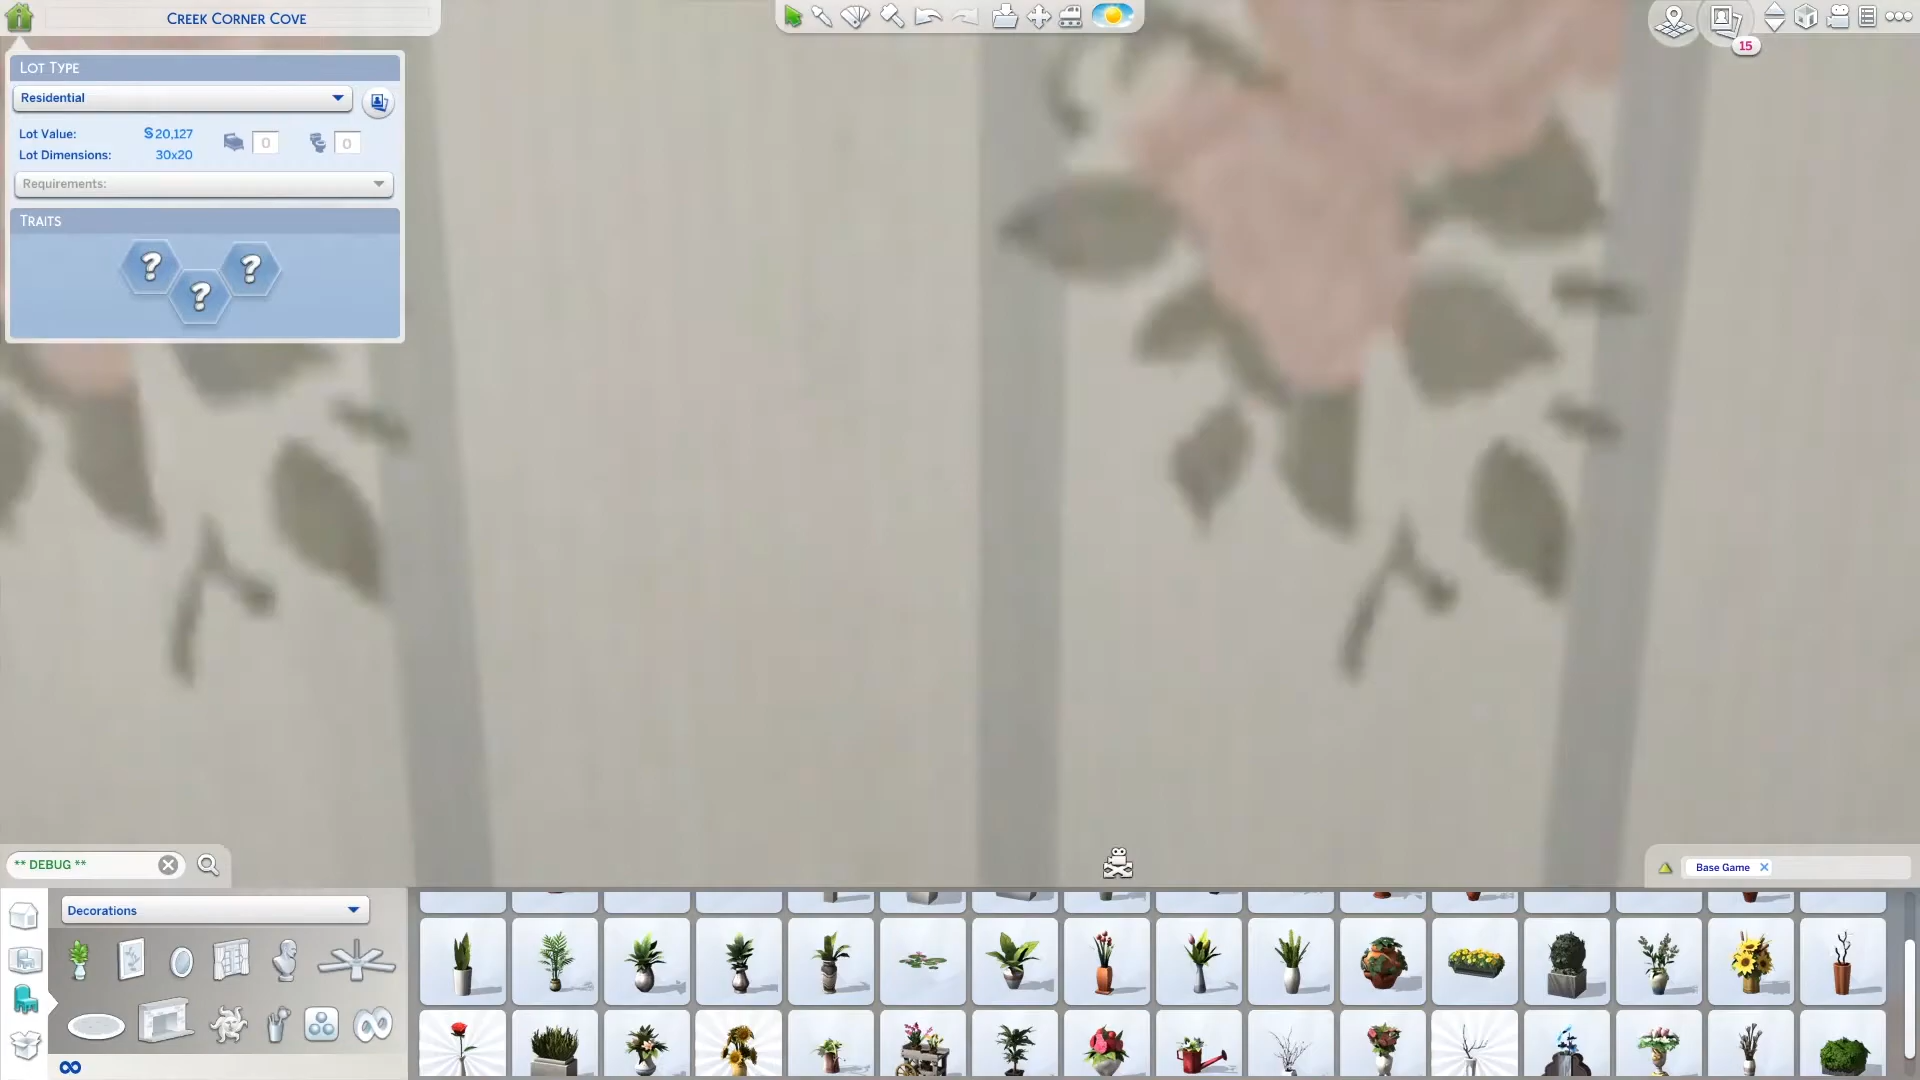 CREEK CORNER COVE
15
LOT TYPE
Residential
Lot Value: §20,127
0
0
Lot Dimensions: 30x20
Requirements:
TRAITS
? ? ?
** DEBUG **
Base Game
Decorations